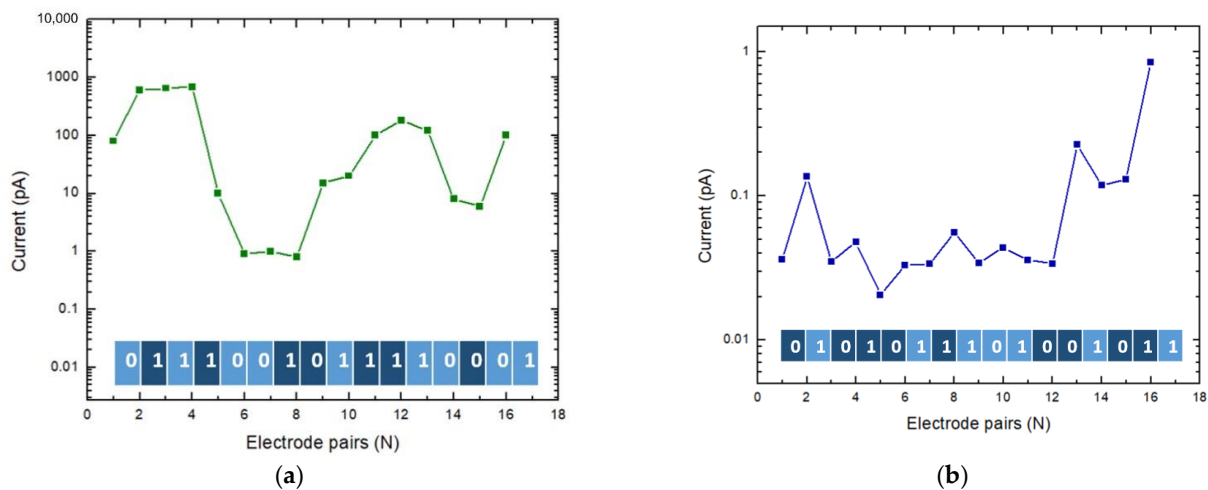 10,000
1000
100
10
1
0.1
0.01
Current (pA)
0 1 1 1 0 0 1 0 1 1 1 1 0 0 0 1
0 2 4 6 8 10 12 14 16 18
Electrode pairs (N)
(a)
1
0.1
0.01
Current (pA)
0 1 0 1 0 1 1 1 0 1 0 0 1 0 1 1
0 2 4 6 8 10 12 14 16 18
Electrode pairs (N)
(b)